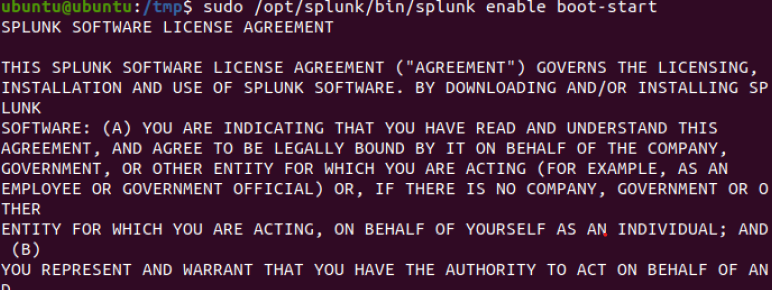 ubuntu@ubuntu:/tmp$ sudo /opt/splunk/bin/splunk enable boot-start
SPLUNK SOFTWARE LICENSE AGREEMENT
THIS SPLUNK SOFTWARE LICENSE AGREEMENT ("AGREEMENT") GOVERNS THE LICENSING,
INSTALLATION AND USE OF SPLUNK SOFTWARE. BY DOWNLOADING AND/OR INSTALLING SP
LUNK
SOFTWARE: (A) YOU ARE INDICATING THAT YOU HAVE READ AND UNDERSTAND THIS
AGREEMENT, AND AGREE TO BE LEGALLY BOUND BY IT ON BEHALF OF THE COMPANY,
GOVERNMENT, OR OTHER ENTITY FOR WHICH YOU ARE ACTING (FOR EXAMPLE, AS AN
EMPLOYEE OR GOVERNMENT OFFICIAL) OR, IF THERE IS NO COMPANY, GOVERNMENT OR O
THER
ENTITY FOR WHICH YOU ARE ACTING, ON BEHALF OF YOURSELF AS AN INDIVIDUAL; AND
(B)
YOU REPRESENT AND WARRANT THAT YOU HAVE THE AUTHORITY TO ACT ON BEHALF OF AN